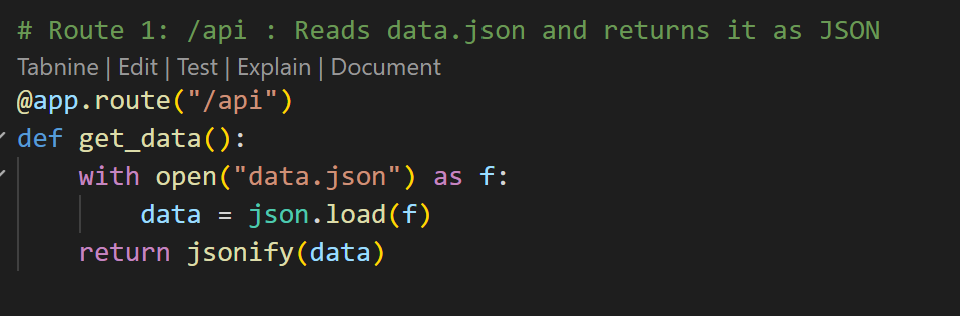 # Route 1: /api : Reads data.json and returns it as JSON
Tabnine | Edit | Test | Explain | Document
@app.route("/api")
def get_data():
    with open("data.json") as f:
        data = json.load(f)
    return jsonify(data)